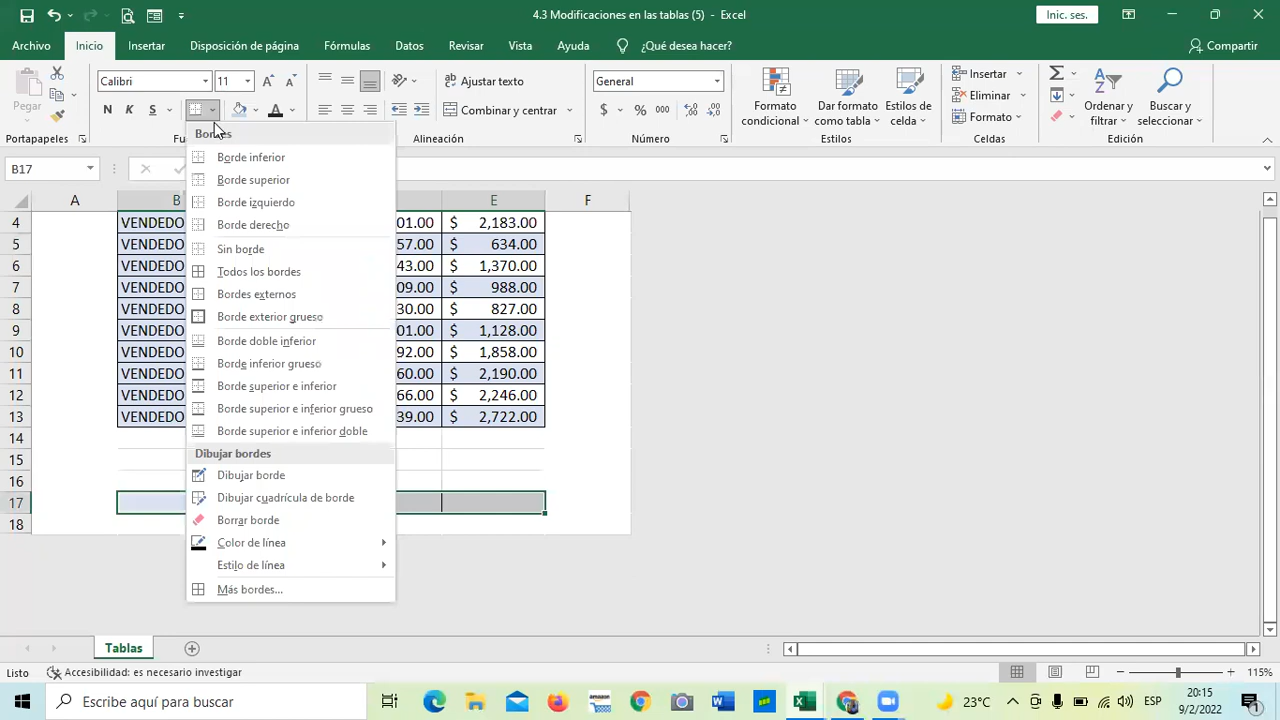 4.3 Modificaciones en las tablas (5) - Excel
Inic. ses.
Archivo Inicio Insertar Disposición de página Fórmulas Datos Revisar Vista Ayuda ¿Qué desea hacer? Compartir
Pegar
Calibri 11
N K S
Ajustar texto
Combinar y centrar
General
$ % 000
Formato condicional
Dar formato como tabla
Estilos de celda
Insertar
Eliminar
Formato
Ordenar y filtrar
Buscar y seleccionar
Portapapeles Alineación Número Estilos Celdas Edición
B17
A B E F
4 VENDEDO 01.00 $ 2,183.00
5 VENDEDO 57.00 $ 634.00
6 VENDEDO 43.00 $ 1,370.00
7 VENDEDO 09.00 $ 988.00
8 VENDEDO 30.00 $ 827.00
9 VENDEDO 01.00 $ 1,128.00
10 VENDEDO 92.00 $ 1,858.00
11 VENDEDO 60.00 $ 2,190.00
12 VENDEDO 66.00 $ 2,246.00
13 VENDEDO 39.00 $ 2,722.00
14
15
16
17
18
Bordes
Borde inferior
Borde superior
Borde izquierdo
Borde derecho
Sin borde
Todos los bordes
Bordes externos
Borde exterior grueso
Borde doble inferior
Borde inferior grueso
Borde superior e inferior
Borde superior e inferior grueso
Borde superior e inferior doble
Dibujar bordes
Dibujar borde
Dibujar cuadrícula de borde
Borrar borde
Color de línea
Estilo de línea
Más bordes...
Tablas
Listo Accesibilidad: es necesario investigar 115%
Escribe aquí para buscar
23°C ESP
20:15
9/2/2022